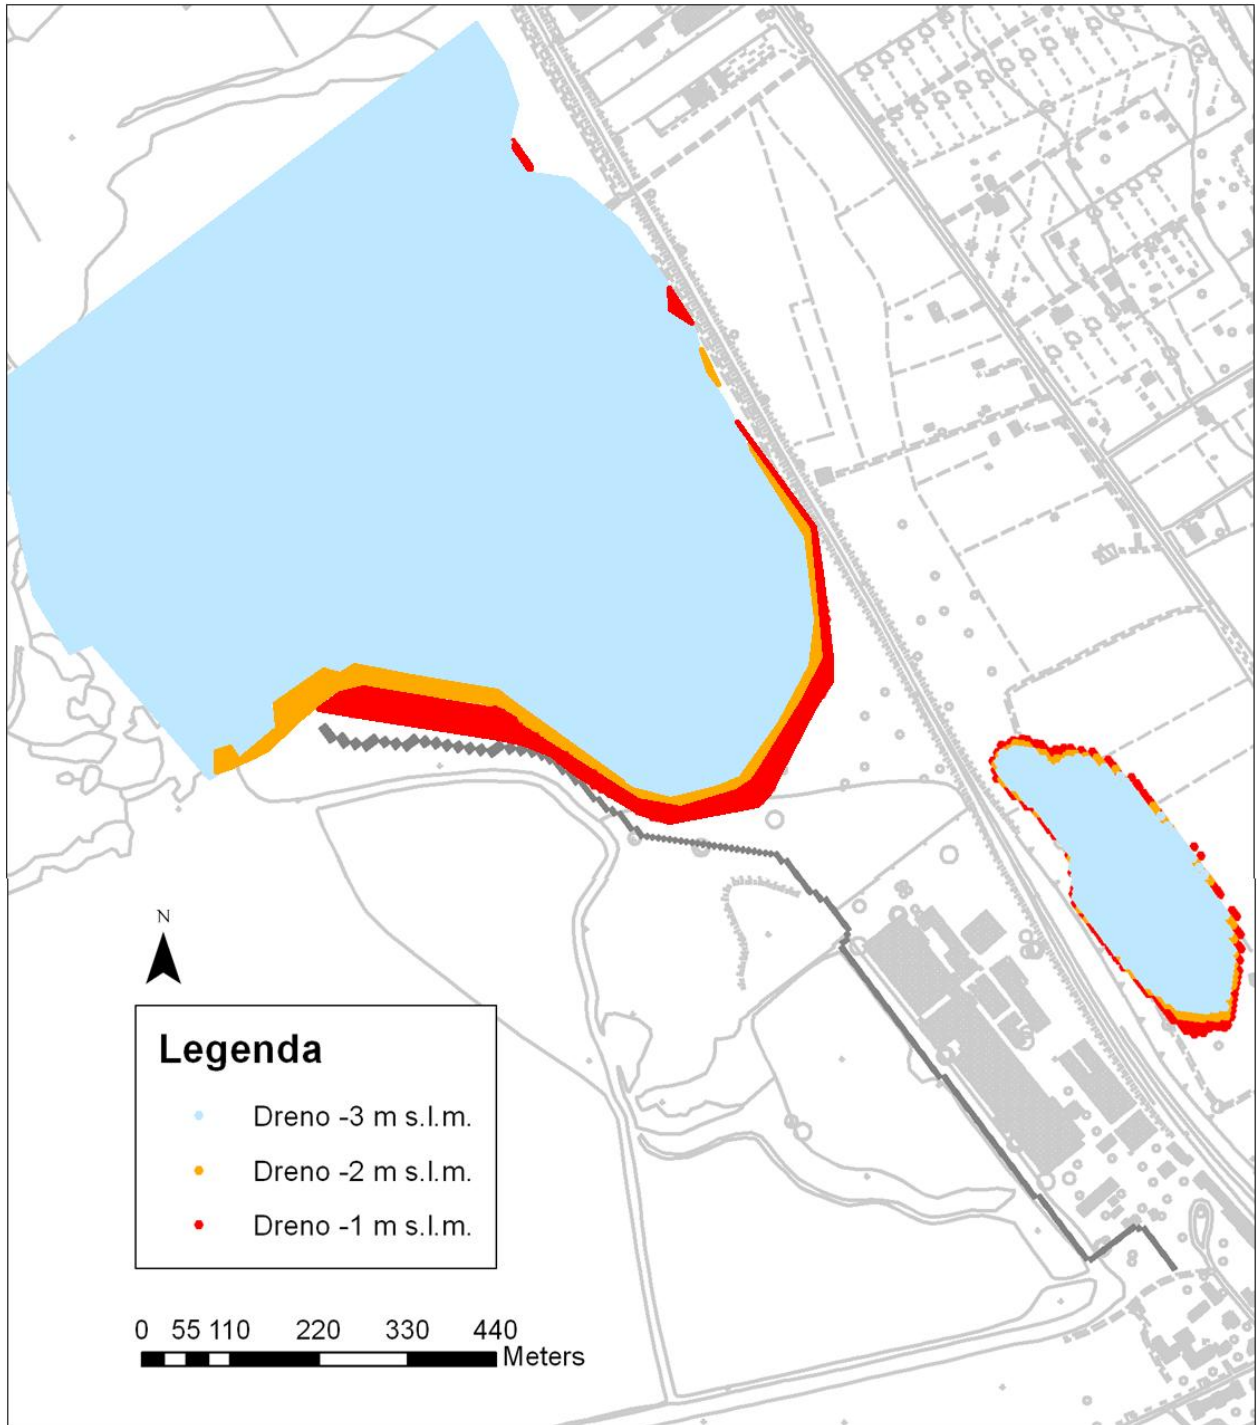 N
Legenda
Dreno -3 m s.l.m.
Dreno -2 m s.l.m.
Dreno -1 m s.l.m.
0 55 110 220 330 440
Meters